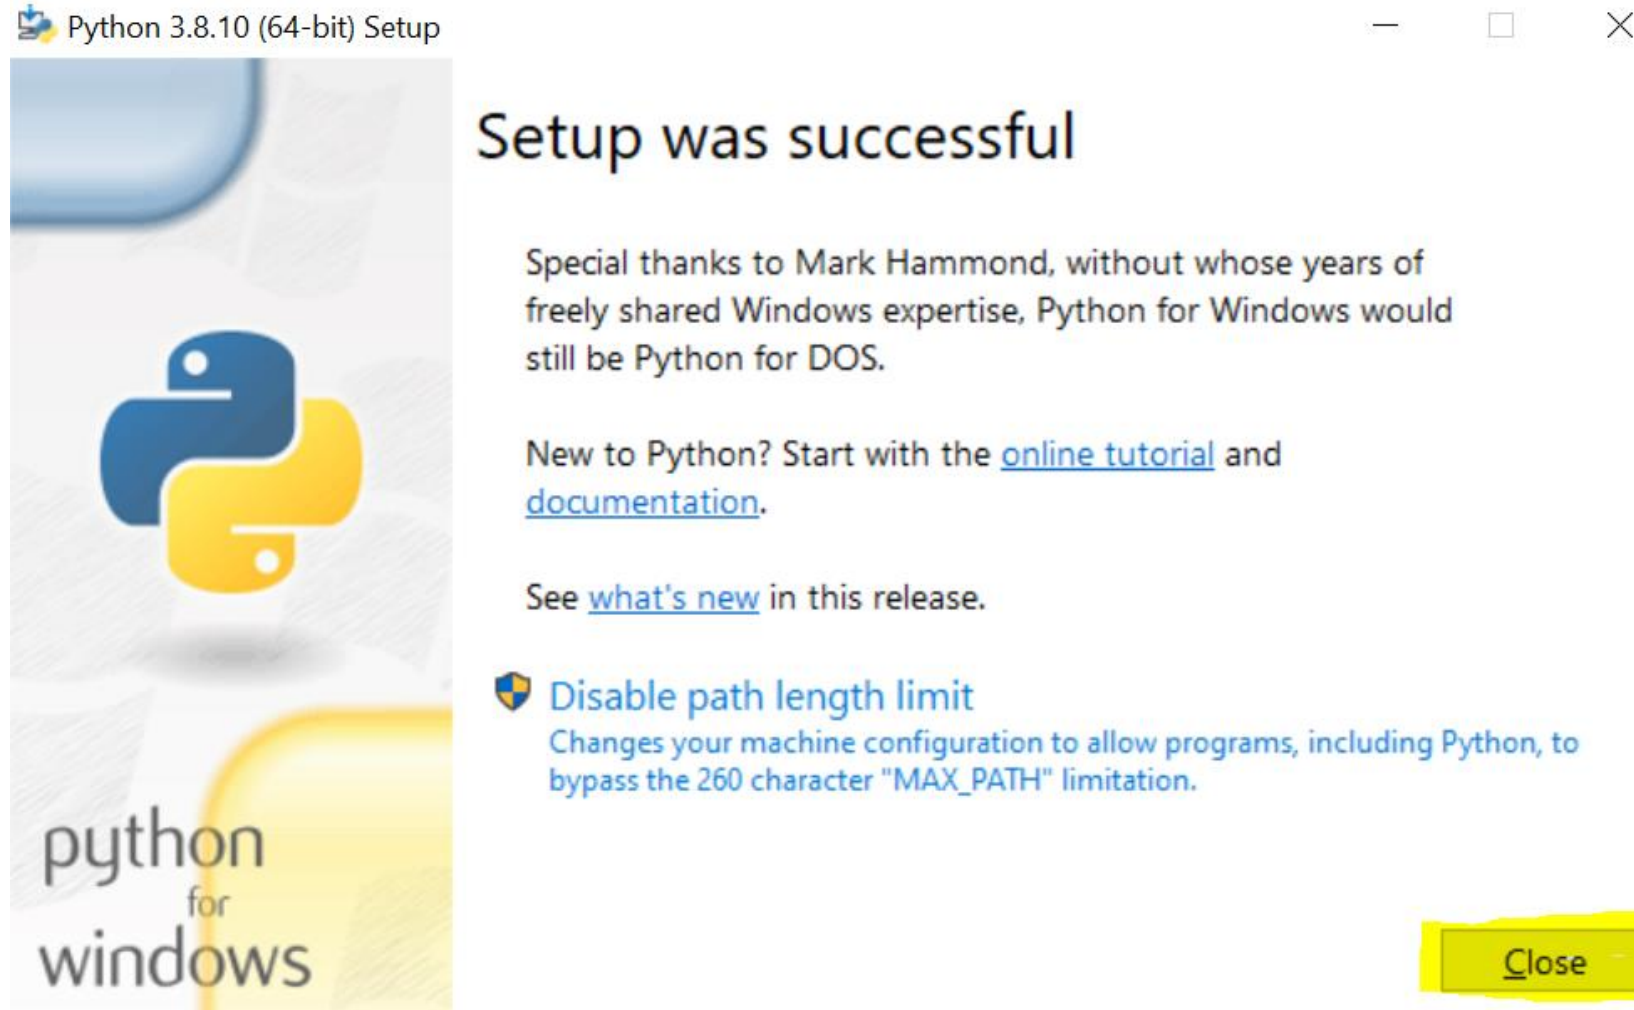 Python 3.8.10 (64-bit) Setup
Setup was successful
Special thanks to Mark Hammond, without whose years of
freely shared Windows expertise, Python for Windows would
still be Python for DOS.
New to Python? Start with the online tutorial and
documentation.
See what's new in this release.
Disable path length limit
Changes your machine configuration to allow programs, including Python, to
bypass the 260 character "MAX_PATH" limitation.
python
for
windows
Close